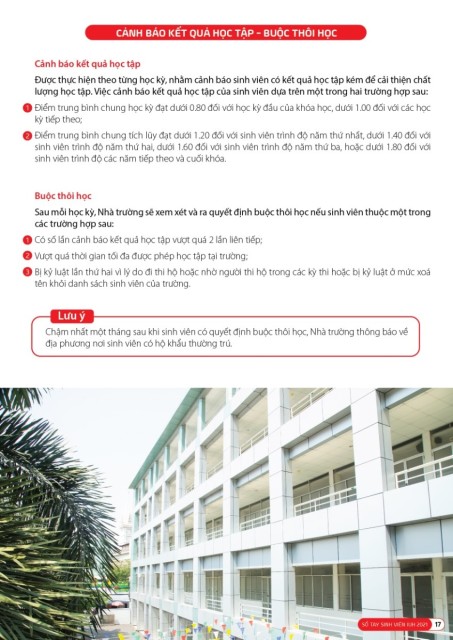 CẢNH BÁO KẾT QUẢ HỌC TẬP – BUỘC THÔI HỌC
Cảnh báo kết quả học tập
Được thực hiện theo từng học kỳ, nhằm cảnh báo sinh viên có kết quả học tập kém để cải thiện chất
lượng học tập. Việc cảnh báo kết quả học tập của sinh viên dựa trên một trong hai trường hợp sau:
1 Điểm trung bình chung học kỳ đạt dưới 0.80 đối với học kỳ đầu của khóa học, dưới 1.00 đối với các học
kỳ tiếp theo;
2 Điểm trung bình chung tích lũy đạt dưới 1.20 đối với sinh viên trình độ năm thứ nhất, dưới 1.40 đối với
sinh viên trình độ năm thứ hai, dưới 1.60 đối với sinh viên trình độ năm thứ ba, hoặc dưới 1.80 đối với
sinh viên trình độ các năm tiếp theo và cuối khóa.
Buộc thôi học
Sau mỗi học kỳ, Nhà trường sẽ xem xét và ra quyết định buộc thôi học nếu sinh viên thuộc một trong
các trường hợp sau:
1 Có số lần cảnh báo kết quả học tập vượt quá 2 lần liên tiếp;
2 Vượt quá thời gian tối đa được phép học tập tại trường;
3 Bị kỷ luật lần thứ hai vì lý do đi thi hộ hoặc nhờ người thi hộ trong các kỳ thi hoặc bị kỷ luật ở mức xoá
tên khỏi danh sách sinh viên của trường.
Lưu ý
Chậm nhất một tháng sau khi sinh viên có quyết định buộc thôi học, Nhà trường thông báo về
địa phương nơi sinh viên có hộ khẩu thường trú.
SỔ TAY SINH VIÊN IUH 2021 17